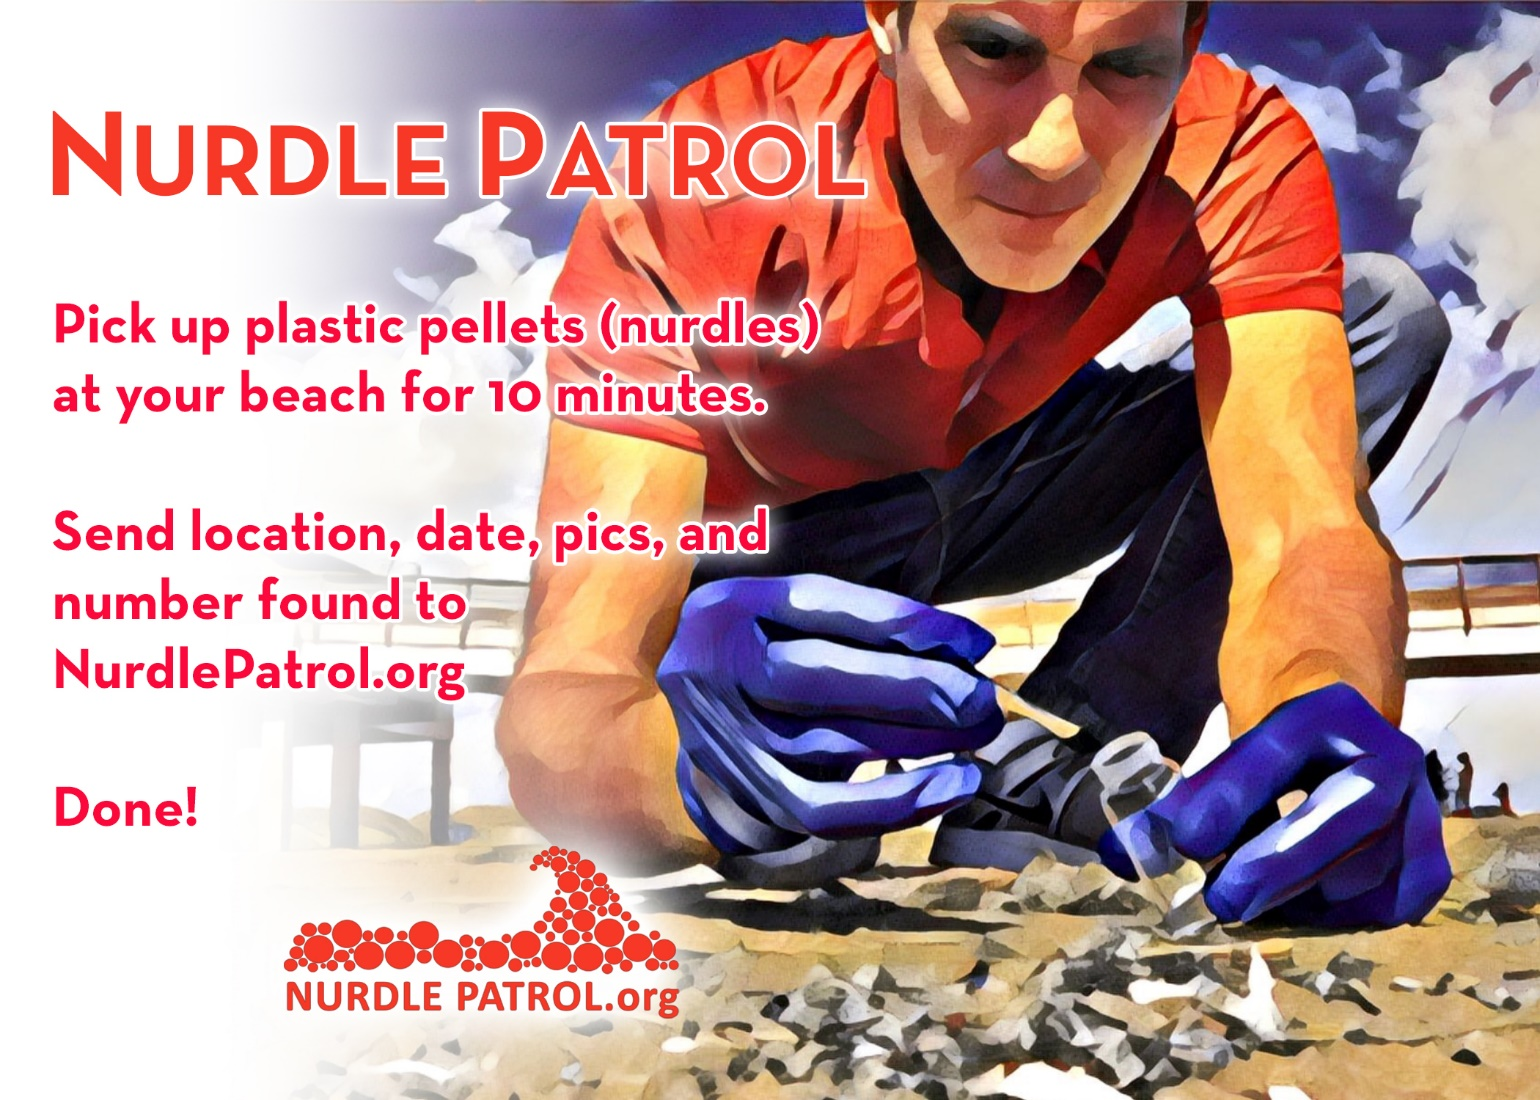 NURDLE PATROL
Pick up plastic pellets (nurdles)
at your beach for 10 minutes.
Send location, date, pics, and
number found to
NurdlePatrol.org
Done!
NURDLE PATROL.org